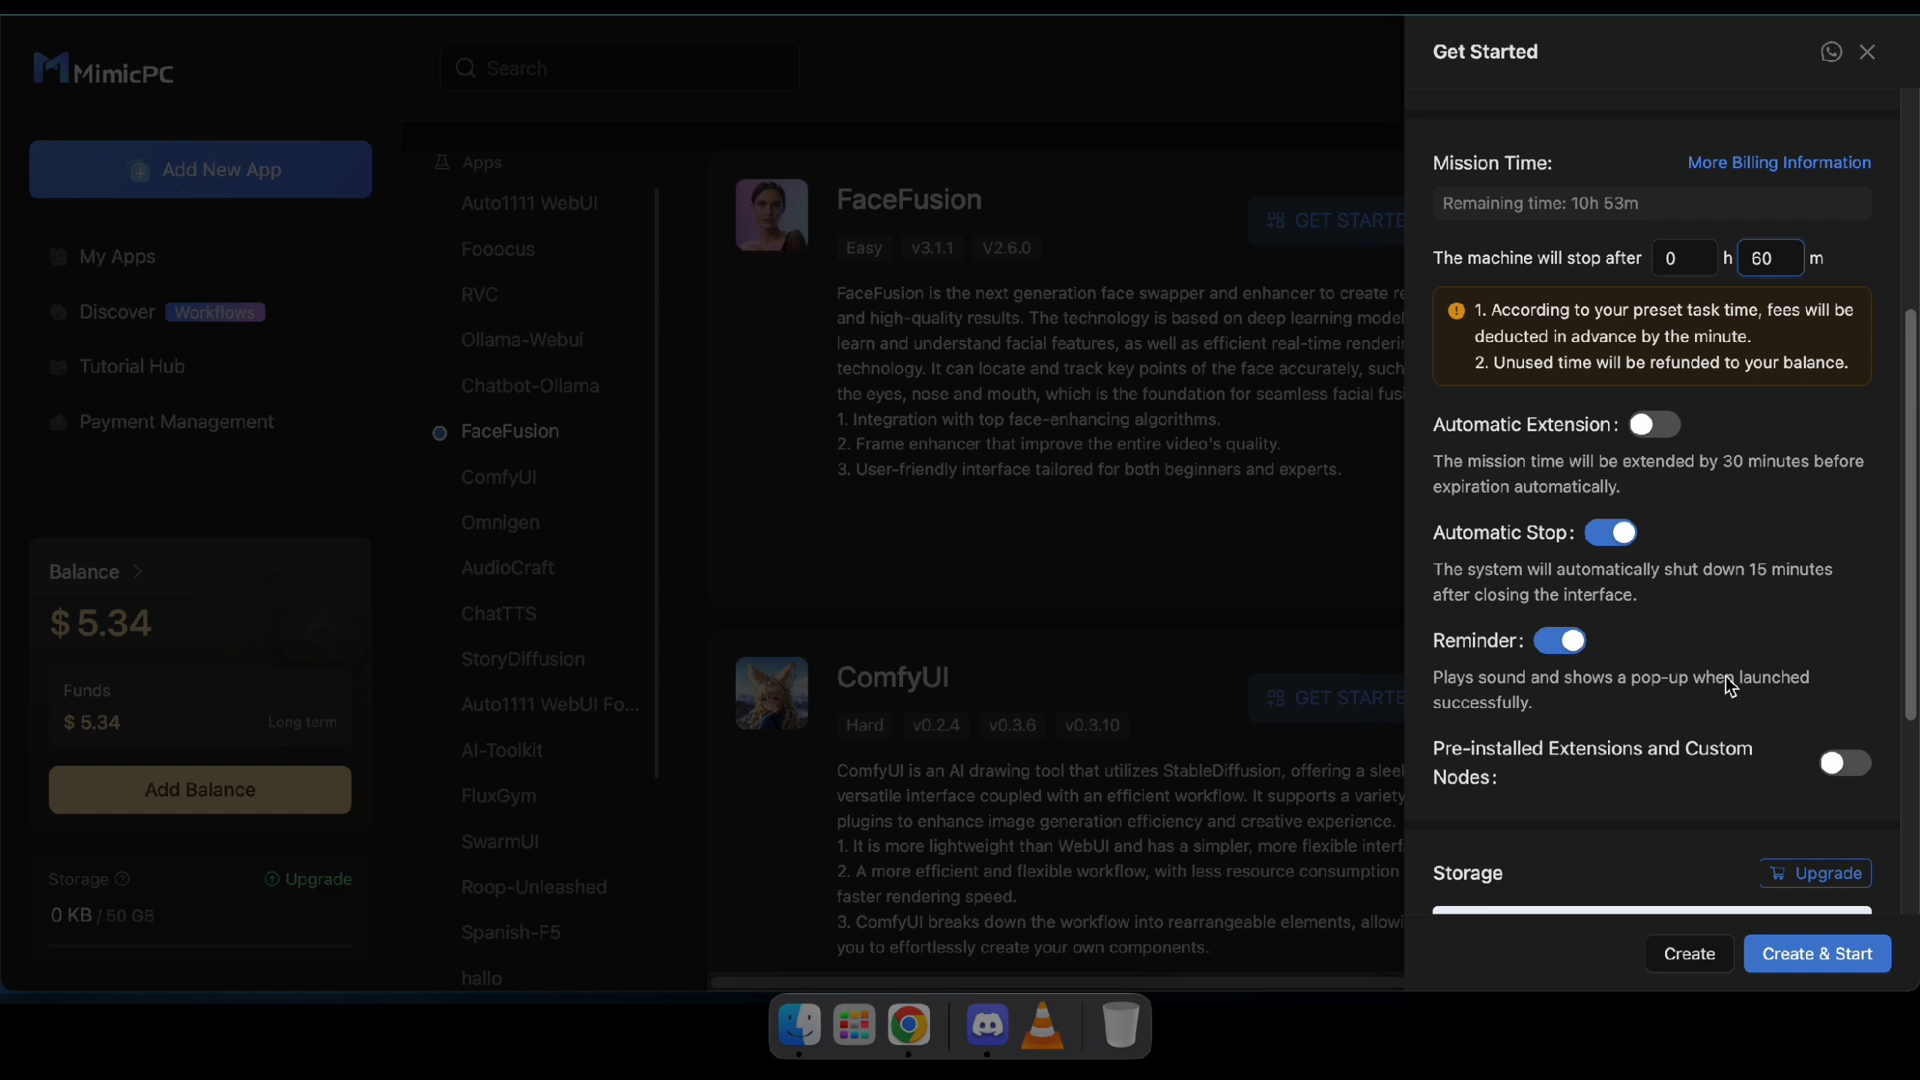 MimicPC
Search
Add New App
My Apps
Discover Workflows
Tutorial Hub
Payment Management
Balance
$ 5.34
Funds
$ 5.34 Long term
Add Balance
Storage Upgrade
0 KB / 50 GB
Apps
Auto1111 WebUI
Fooocus
RVC
Ollama-Webui
Chatbot-Ollama
FaceFusion
ComfyUI
Omnigen
AudioCraft
ChatTTS
StoryDiffusion
Auto1111 WebUI Fo...
AI-Toolkit
FluxGym
SwarmUI
Roop-Unleashed
Spanish-F5
hallo
FaceFusion
GET STARTE
Easy v3.1.1 V2.6.0
FaceFusion is the next generation face swapper and enhancer to create re
and high-quality results. The technology is based on deep learning model
learn and understand facial features, as well as efficient real-time renderin
technology. It can locate and track key points of the face accurately, such
the eyes, nose and mouth, which is the foundation for seamless facial fus
1. Integration with top face-enhancing algorithms.
2. Frame enhancer that improve the entire video's quality.
3. User-friendly interface tailored for both beginners and experts.
ComfyUI
GET STARTE
Hard v0.2.4 v0.3.6 v0.3.10
ComfyUI is an AI drawing tool that utilizes StableDiffusion, offering a sleek
versatile interface coupled with an efficient workflow. It supports a variety
plugins to enhance image generation efficiency and creative experience.
1. It is more lightweight than WebUI and has a simpler, more flexible interf
2. A more efficient and flexible workflow, with less resource consumption
faster rendering speed.
3. ComfyUI breaks down the workflow into rearrangeable elements, allowi
you to effortlessly create your own components.
Get Started
Mission Time: More Billing Information
Remaining time: 10h 53m
The machine will stop after 0 h 60 m
1. According to your preset task time, fees will be
deducted in advance by the minute.
2. Unused time will be refunded to your balance.
Automatic Extension:
The mission time will be extended by 30 minutes before
expiration automatically.
Automatic Stop:
The system will automatically shut down 15 minutes
after closing the interface.
Reminder:
Plays sound and shows a pop-up when launched
successfully.
Pre-installed Extensions and Custom
Nodes:
Storage Upgrade
Create Create & Start